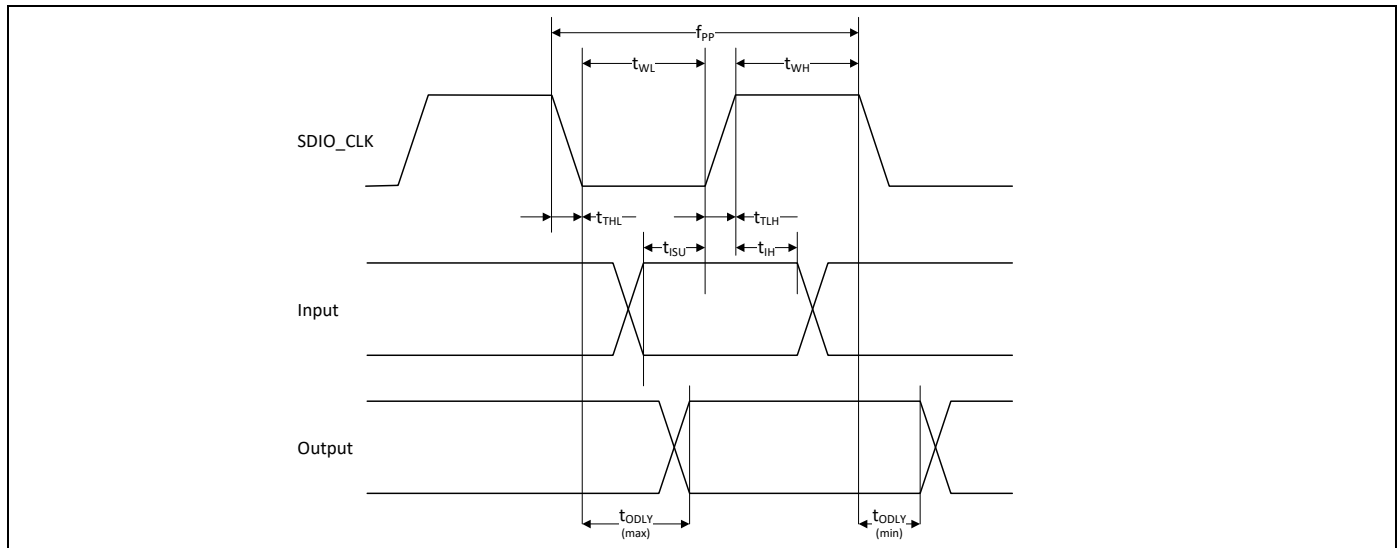 fPP
tWL
tWH
SDIO_CLK
tTHL
tTLH
tISU
tIH
Input
Output
tODLY
(max)
tODLY
(min)